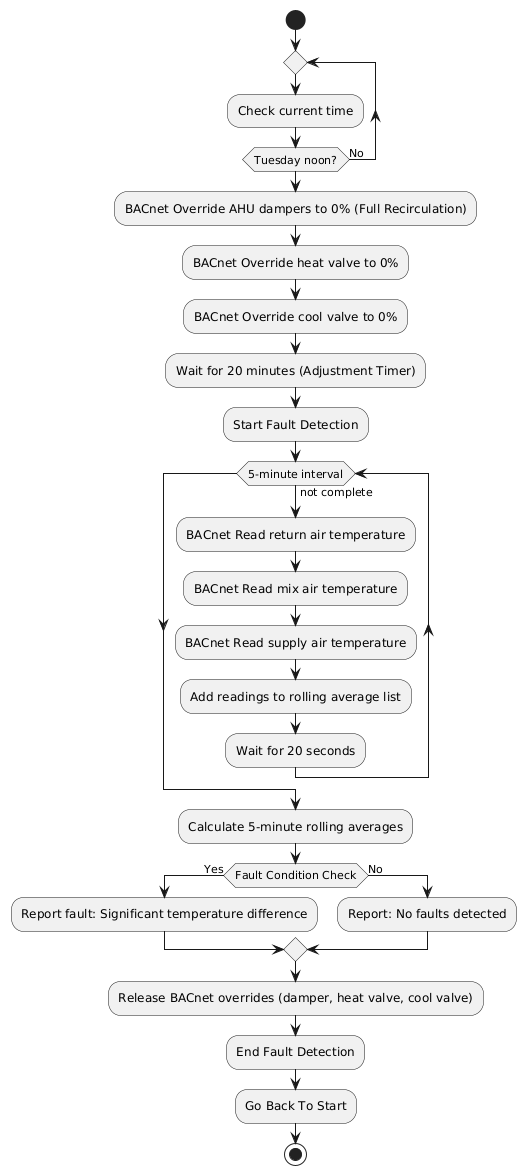 Check current time
Tuesday noon?
No
BACnet Override AHU dampers to 0% (Full Recirculation)
BACnet Override heat valve to 0%
BACnet Override cool valve to 0%
Wait for 20 minutes (Adjustment Timer)
Start Fault Detection
5-minute interval
not complete
BACnet Read return air temperature
BACnet Read mix air temperature
BACnet Read supply air temperature
Add readings to rolling average list
Wait for 20 seconds
Calculate 5-minute rolling averages
Yes
Fault Condition Check
No
Report fault: Significant temperature difference
Report: No faults detected
Release BACnet overrides (damper, heat valve, cool valve)
End Fault Detection
Go Back To Start